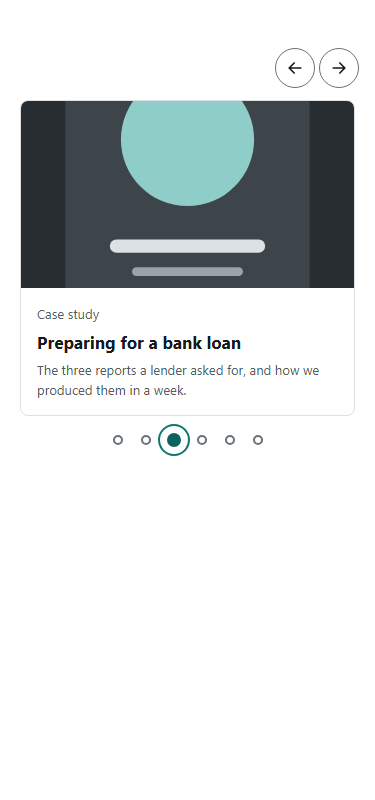 Case study
Preparing for a bank loan
The three reports a lender asked for, and how we
produced them in a week.